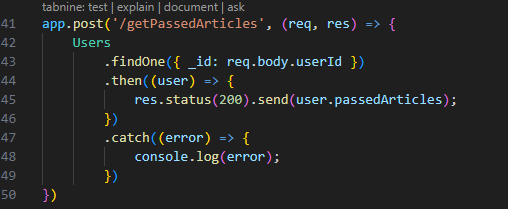 tabnine: test | explain | document | ask
41 app.post('/getPassedArticles', (req, res) => {
42     Users
43         .findOne({ _id: req.body.userId })
44         .then((user) => {
45             res.status(200).send(user.passedArticles);
46         })
47         .catch((error) => {
48             console.log(error);
49         })
50 })